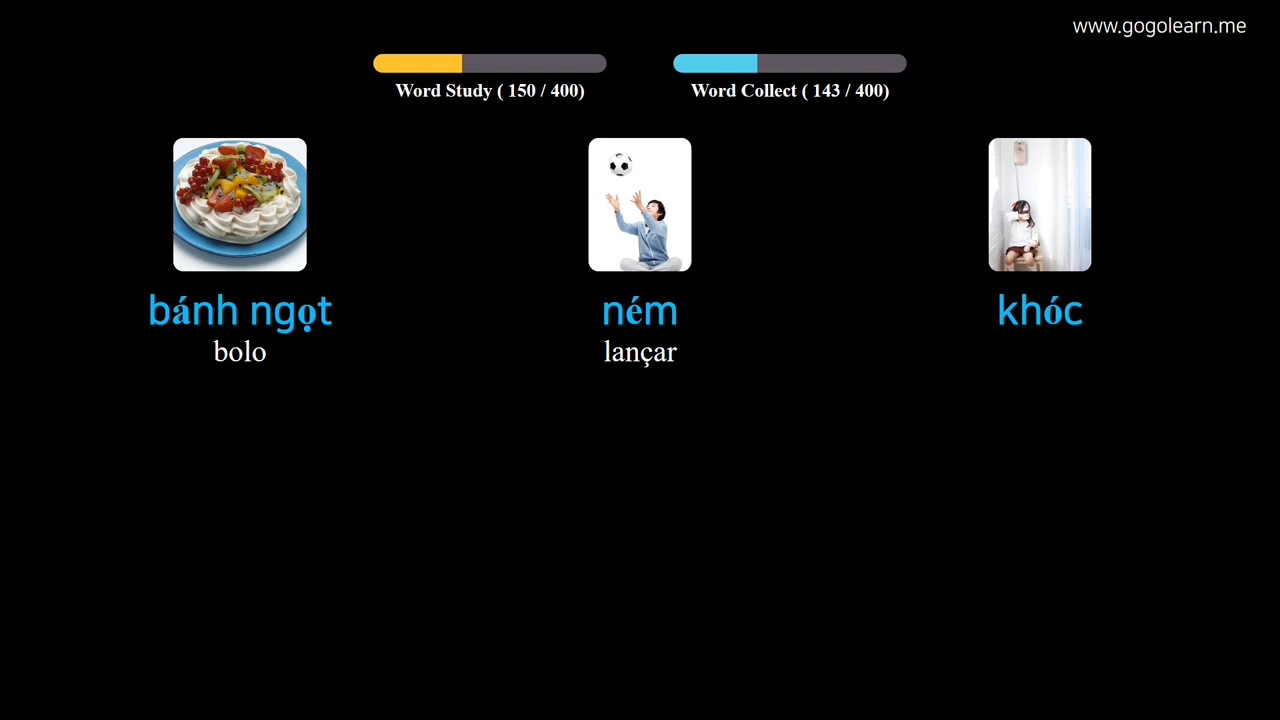 www.gogolearn.me
Word Study ( 150 / 400)
Word Collect ( 143 / 400)
bánh ngọt
bolo
ném
lançar
khóc